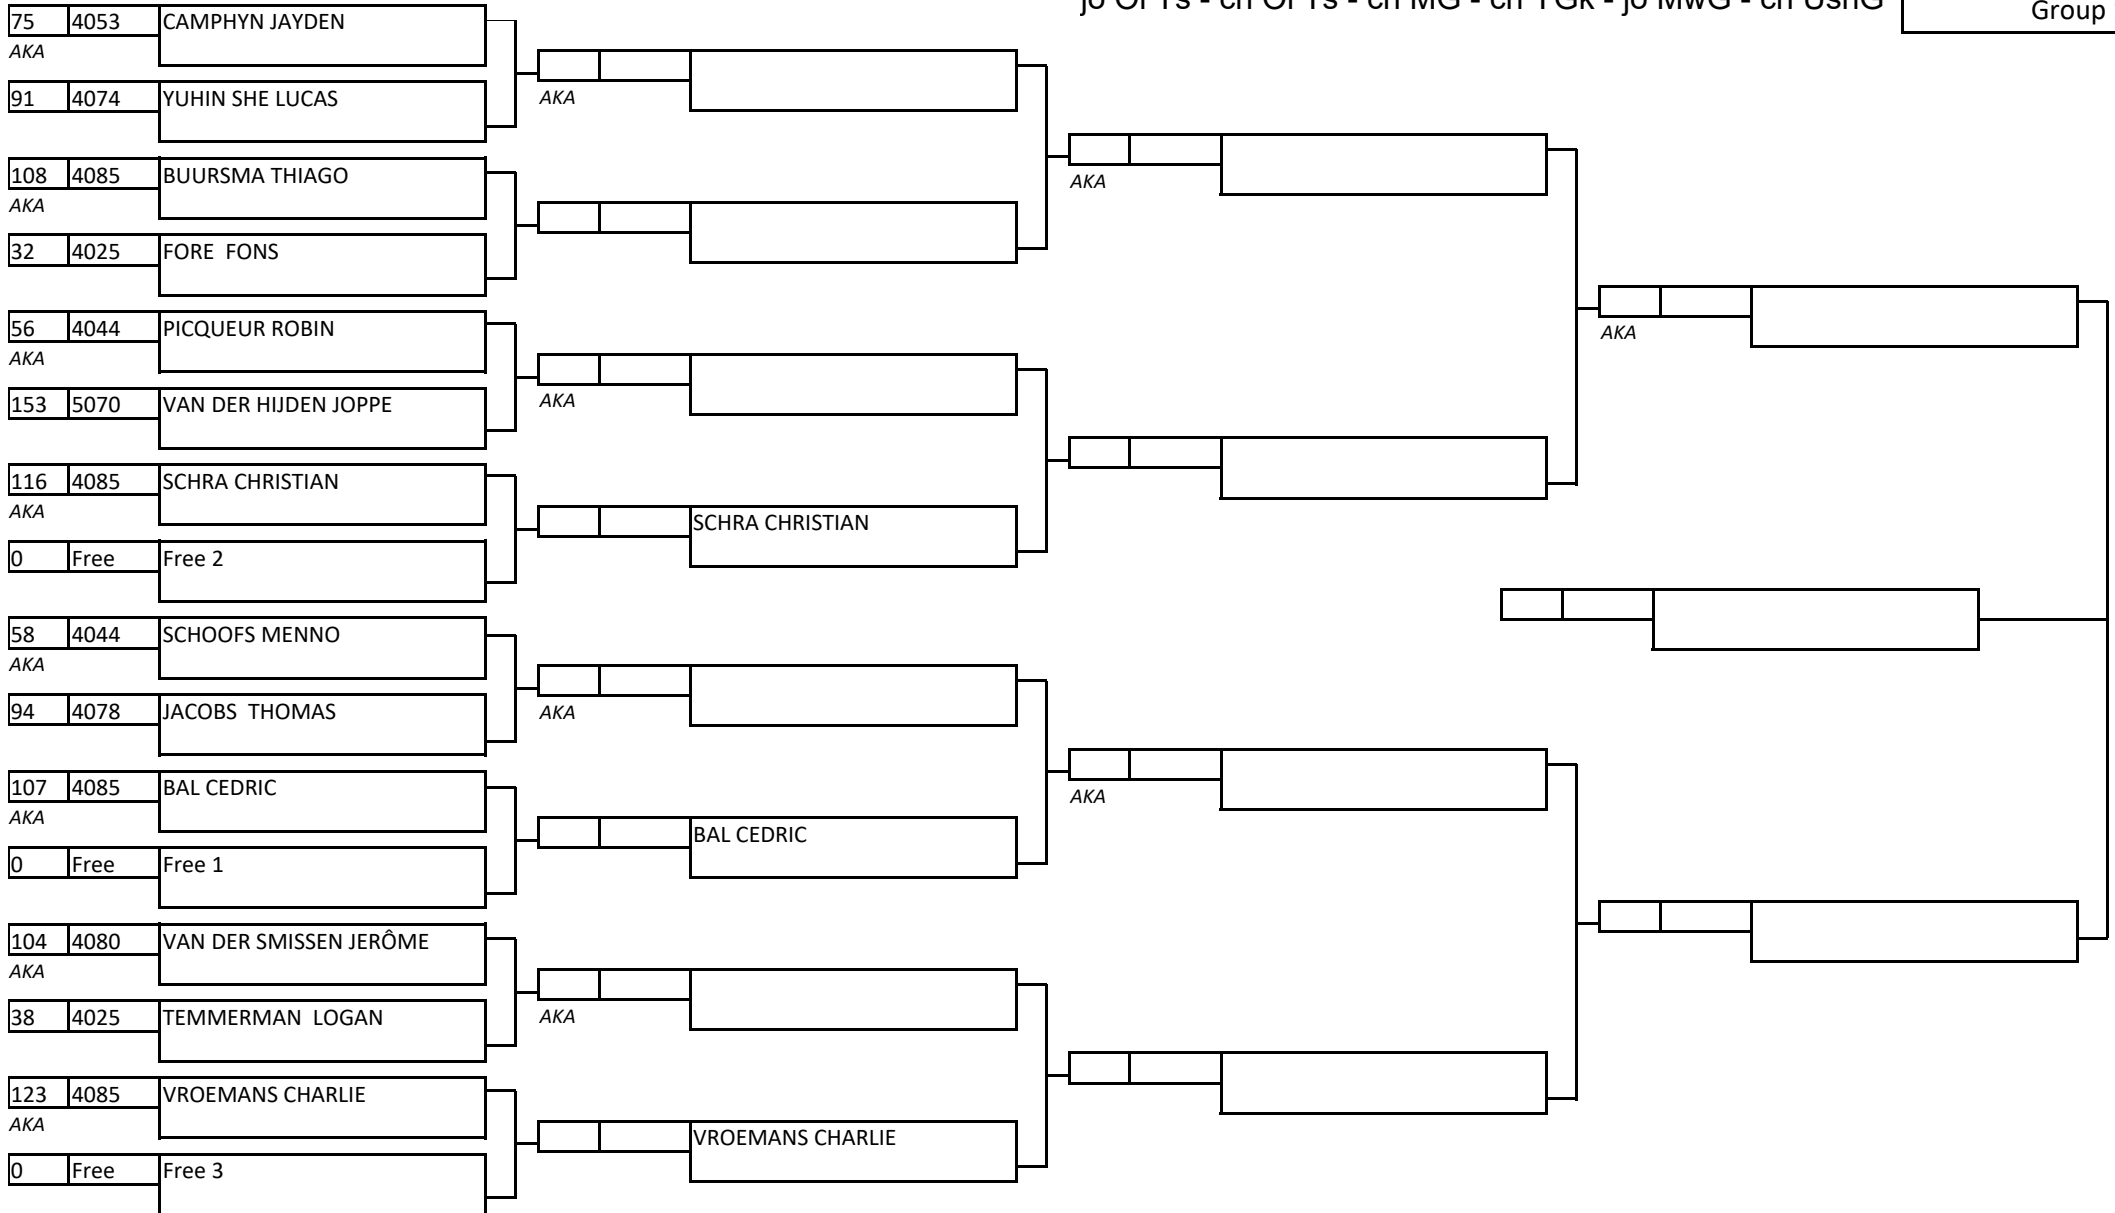 Group
75 4053 CAMPHYN JAYDEN
AKA
91 4074 YUHIN SHE LUCAS
AKA
108 4085 BUURSMA THIAGO
AKA
AKA
32 4025 FORE FONS
56 4044 PICQUEUR ROBIN
AKA
AKA
153 5070 VAN DER HIJDEN JOPPE
AKA
116 4085 SCHRA CHRISTIAN
AKA
SCHRA CHRISTIAN
0 Free Free 2
58 4044 SCHOOFS MENNO
AKA
94 4078 JACOBS THOMAS
AKA
107 4085 BAL CEDRIC
AKA
AKA
BAL CEDRIC
0 Free Free 1
104 4080 VAN DER SMISSEN JERÔME
AKA
38 4025 TEMMERMAN LOGAN
AKA
123 4085 VROEMANS CHARLIE
AKA
VROEMANS CHARLIE
0 Free Free 3